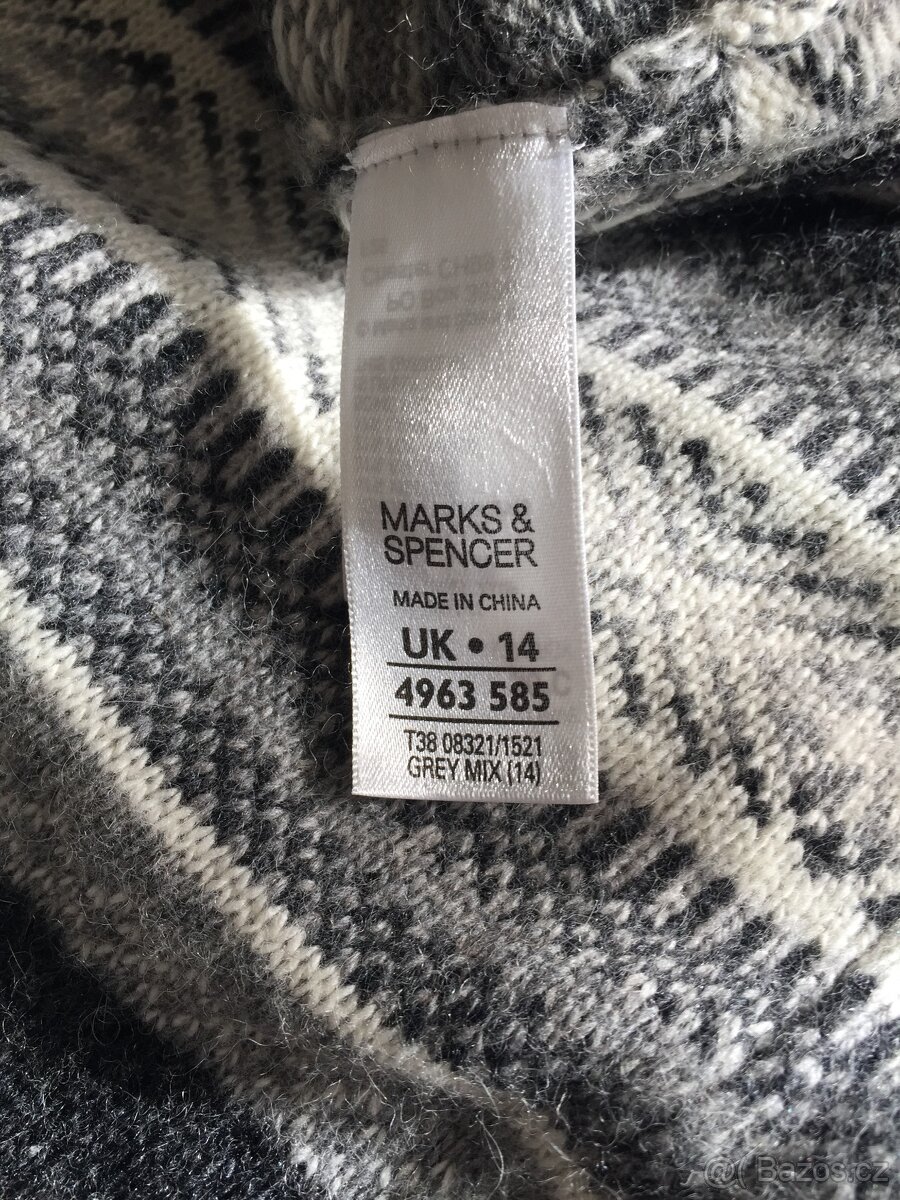 MARKS &
SPENCER
MADE IN CHINA
UK • 14
4963 585
T38 08321/1521
GREY MIX (14)
@ Bazos.cz